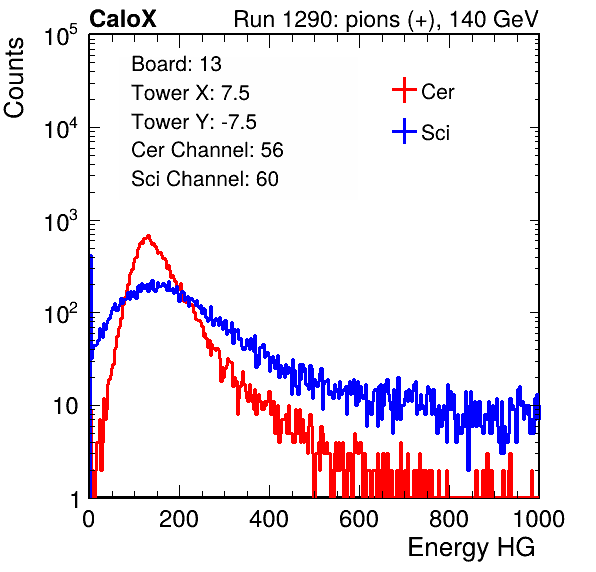 CaloX Run 1290: pions (+), 140 GeV
Counts
Board: 13
Tower X: 7.5
Tower Y: -7.5
Cer Channel: 56
Sci Channel: 60
Cer
Sci
10^5
10^4
10^3
10^2
10
1
0 200 400 600 800 1000
Energy HG